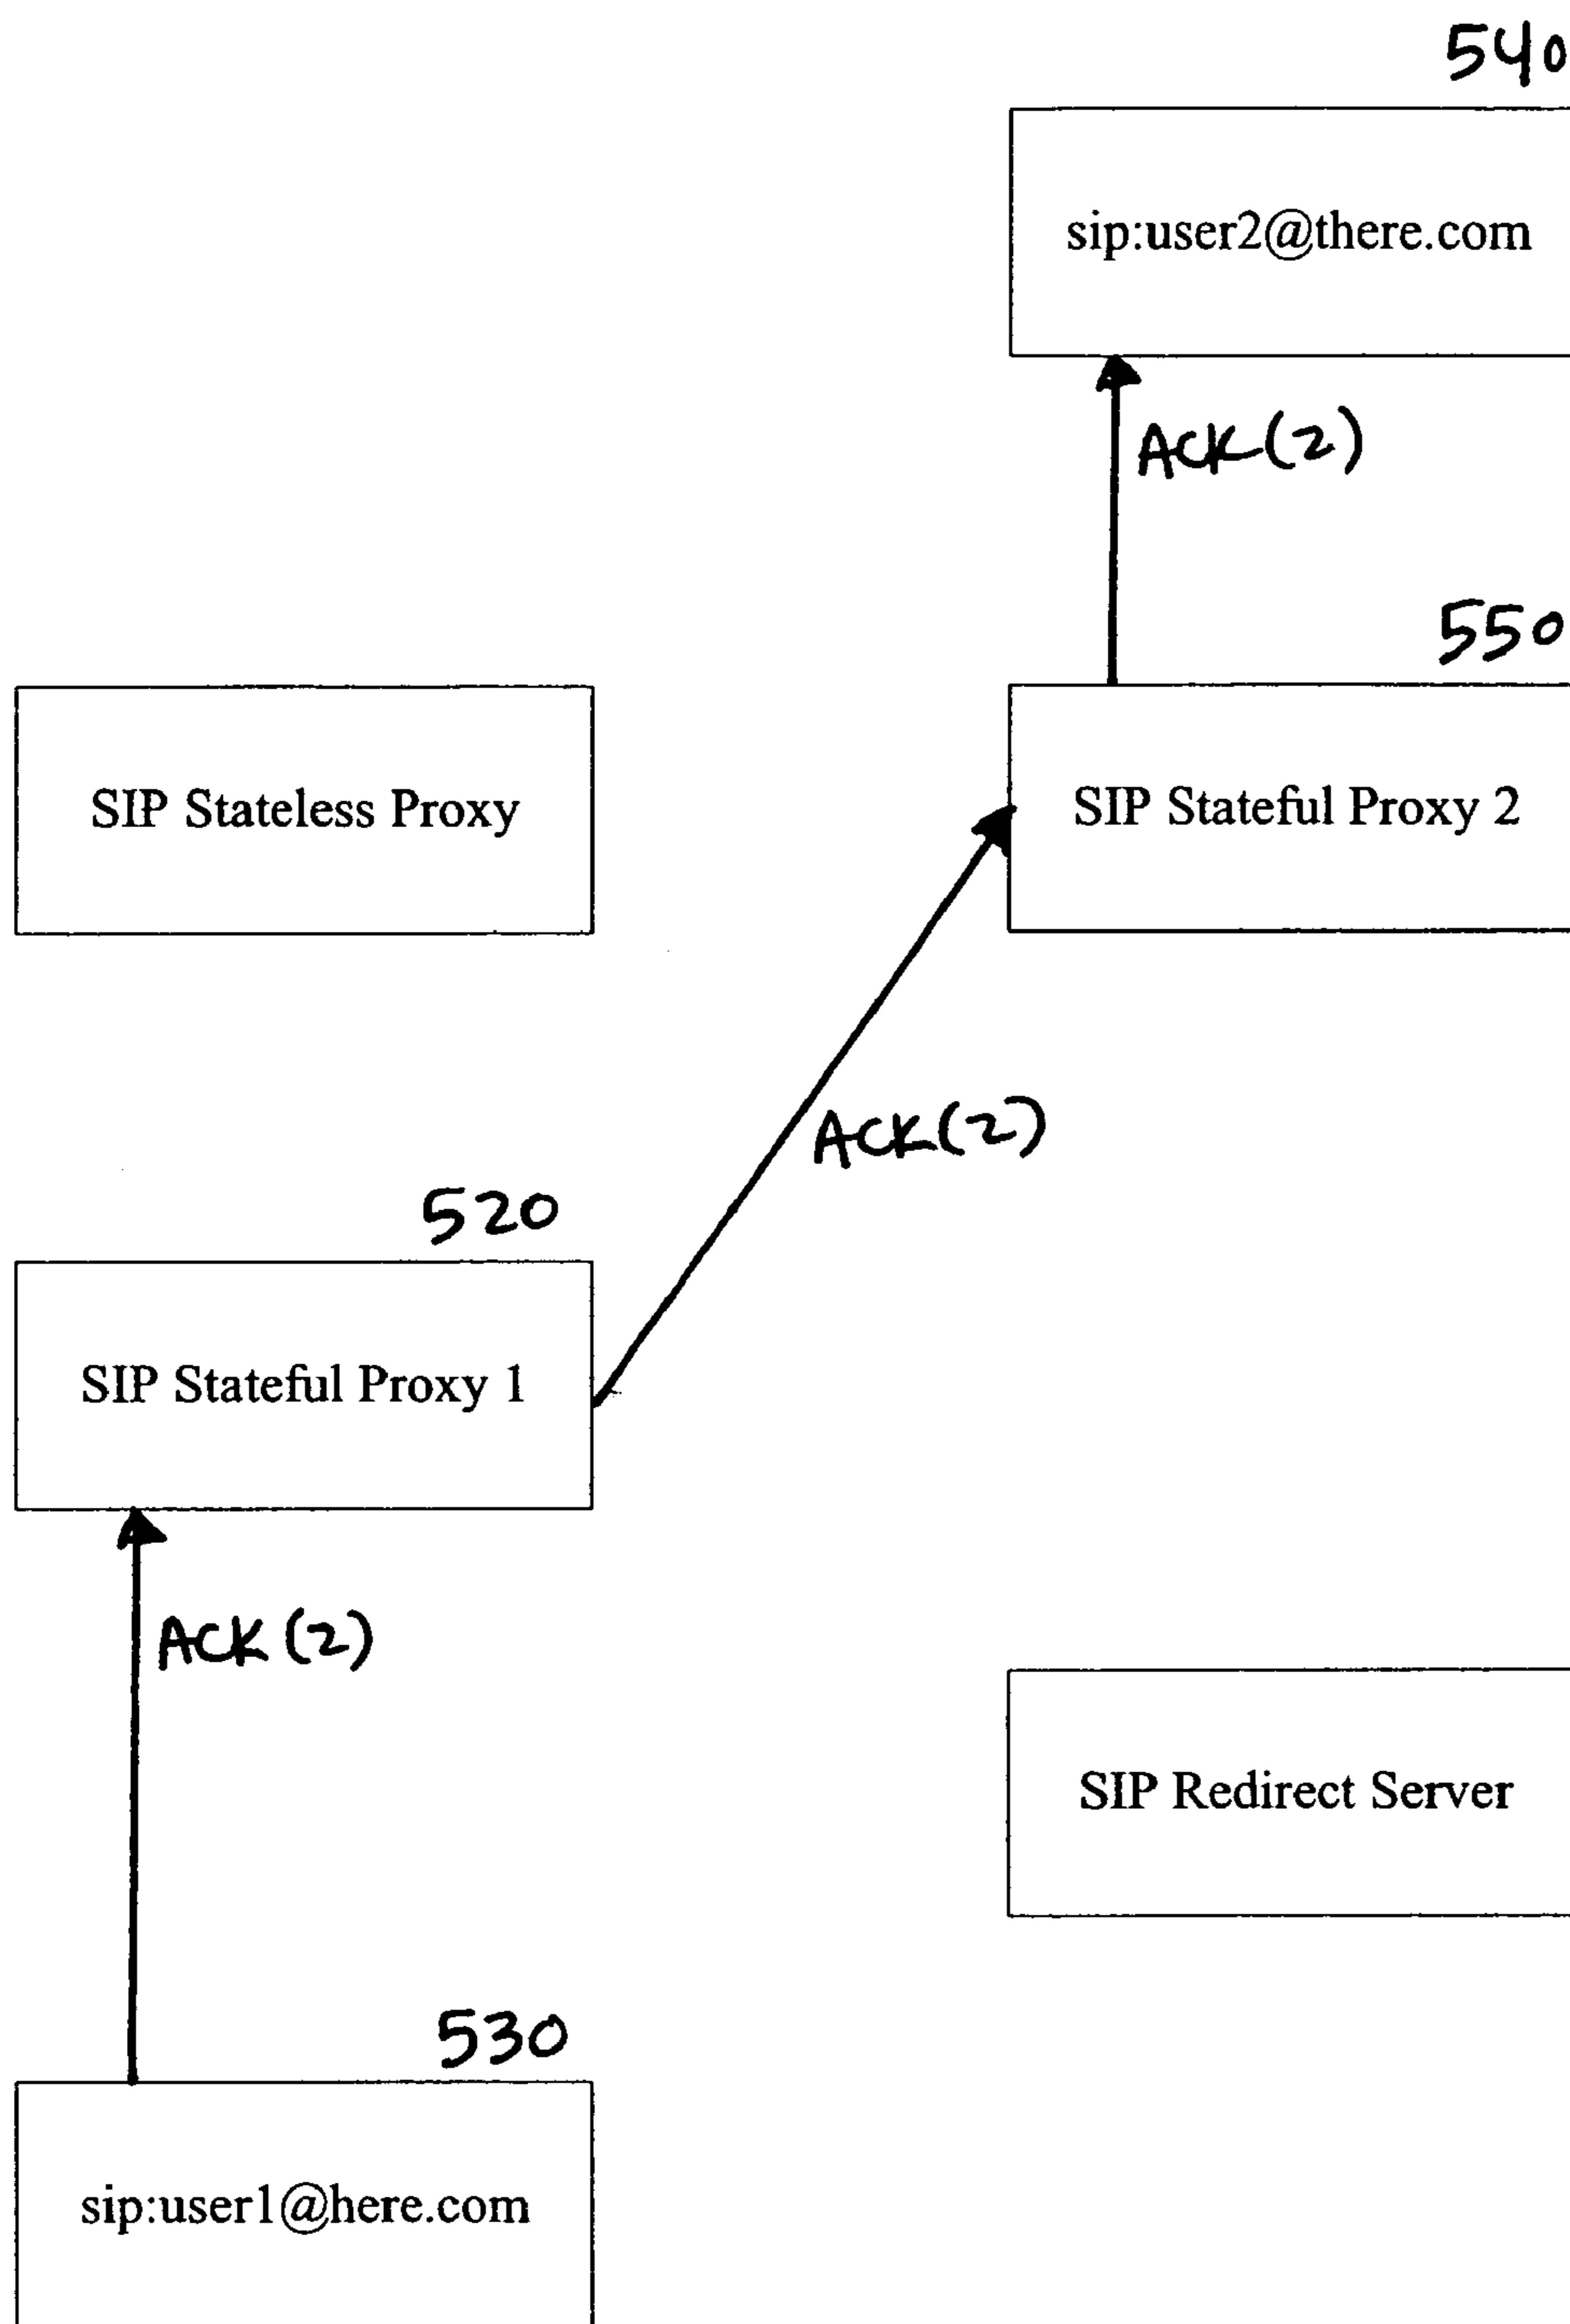 540
sip:user2@there.com
ACK(2)
550
SIP Stateless Proxy
SIP Stateful Proxy 2
ACK(2)
520
SIP Stateful Proxy 1
ACK (2)
SIP Redirect Server
530
sip:user1@here.com